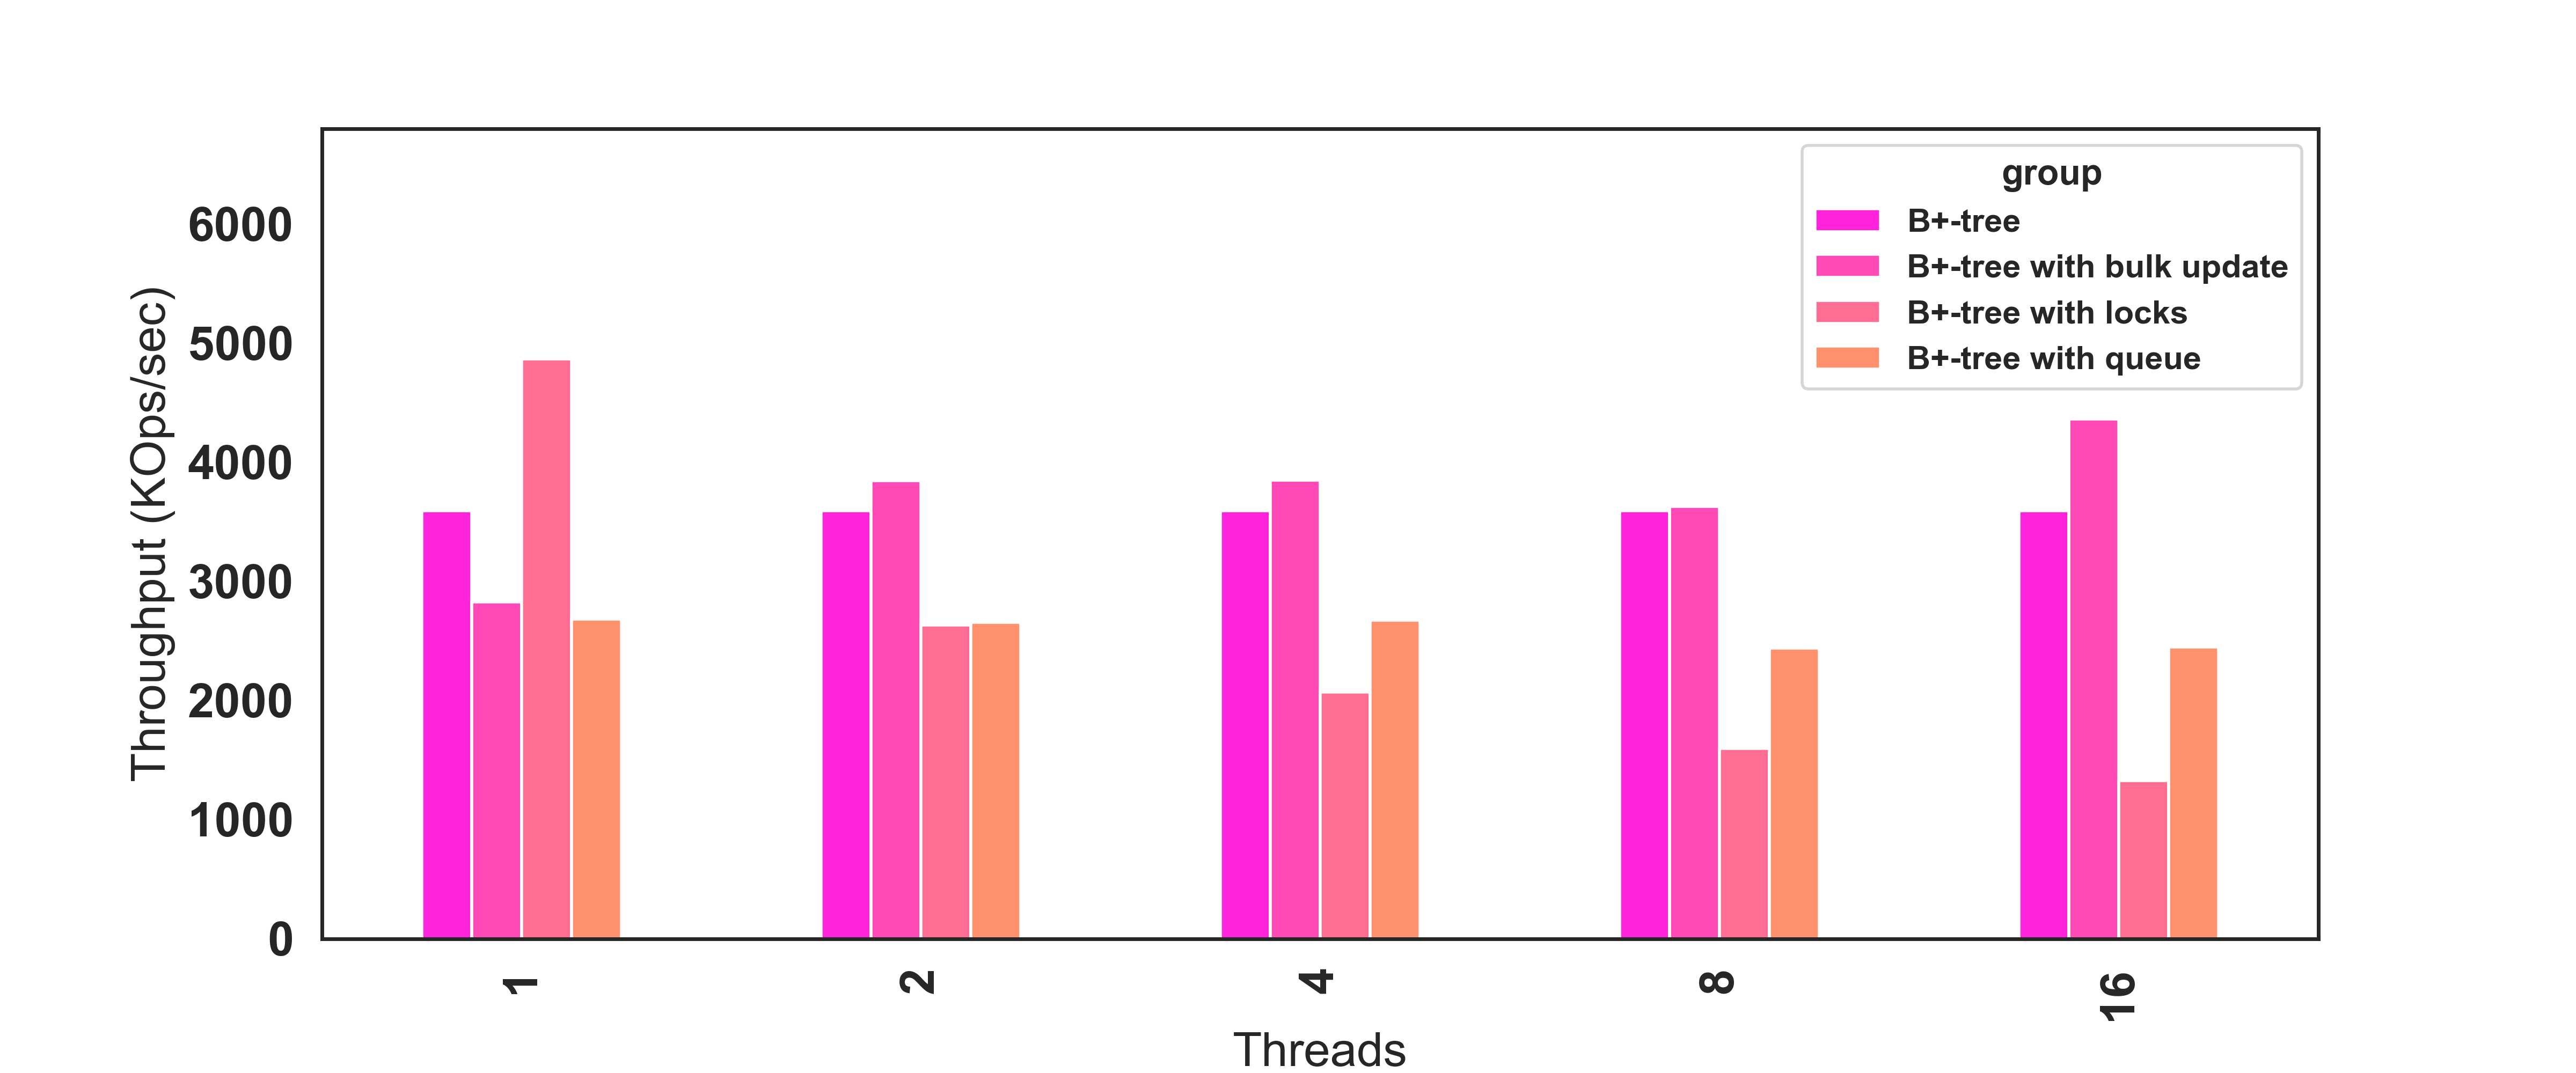 group
B+-tree
B+-tree with bulk update
B+-tree with locks
B+-tree with queue
Throughput (KOps/sec)
6000
5000
4000
3000
2000
1000
0
1
2
4
8
16
Threads